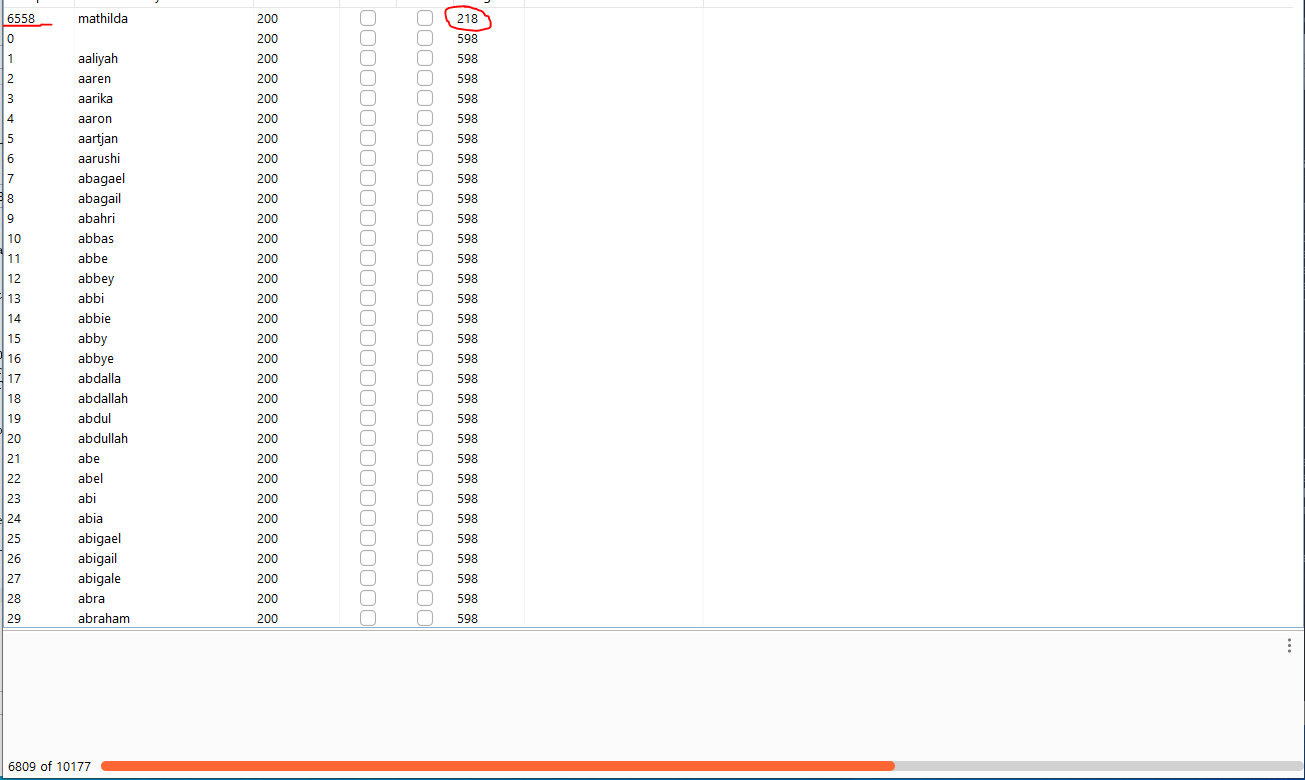 6558 mathilda 200 218
0 200 598
1 aaliyah 200 598
2 aaren 200 598
3 aarika 200 598
4 aaron 200 598
5 aartjan 200 598
6 aarushi 200 598
7 abagael 200 598
8 abagail 200 598
9 abahri 200 598
10 abbas 200 598
11 abbe 200 598
12 abbey 200 598
13 abbi 200 598
14 abbie 200 598
15 abby 200 598
16 abbye 200 598
17 abdalla 200 598
18 abdallah 200 598
19 abdul 200 598
20 abdullah 200 598
21 abe 200 598
22 abel 200 598
23 abi 200 598
24 abia 200 598
25 abigael 200 598
26 abigail 200 598
27 abigale 200 598
28 abra 200 598
29 abraham 200 598
6809 of 10177